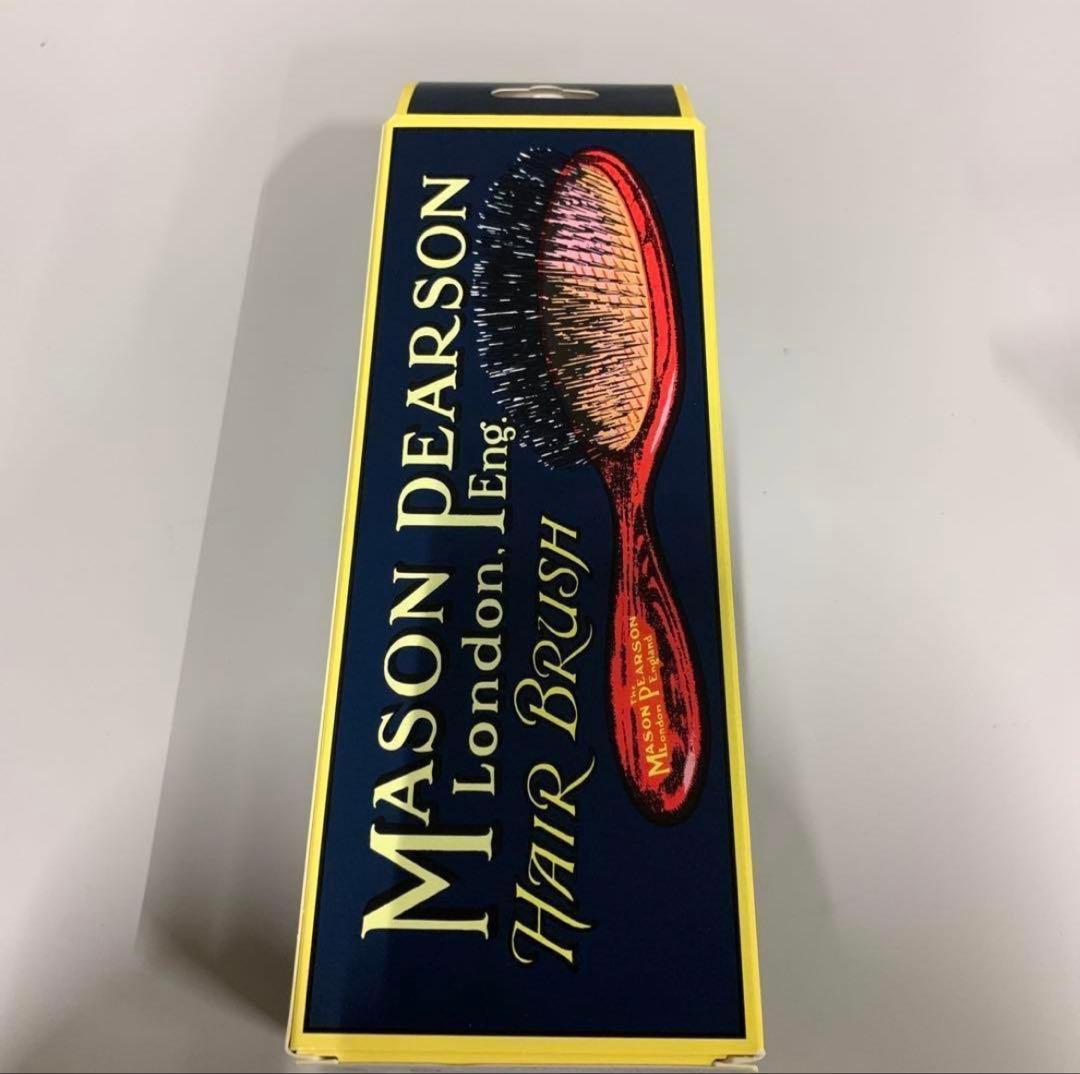 MASON PEARSON
London, Eng.
HAIR BRUSH
The
MASON PEARSON
London England